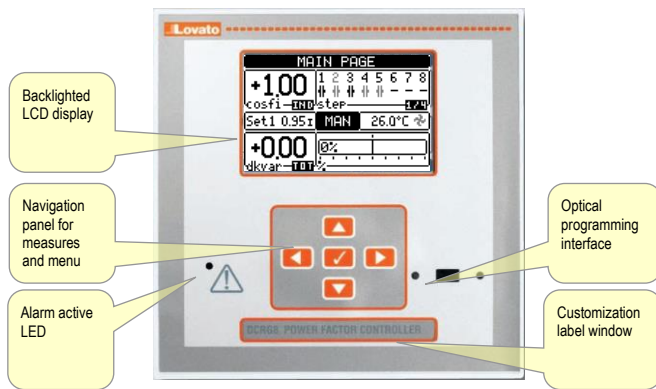 Lovato
MAIN PAGE
+1.00
1 2 3 4 5 6 7 8
cosfi IND step 1/4
Set1 0.95I MAN 26.0°C
+0.00 0%
dkvar TOT %
Backlighted
LCD display
Navigation
panel for
measures
and menu
Alarm active
LED
Optical
programming
interface
Customization
label window
DCRG8 POWER FACTOR CONTROLLER